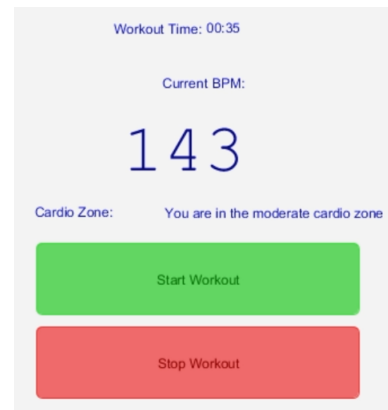 Workout Time: 00:35
Current BPM:
143
Cardio Zone: You are in the moderate cardio zone
Start Workout
Stop Workout